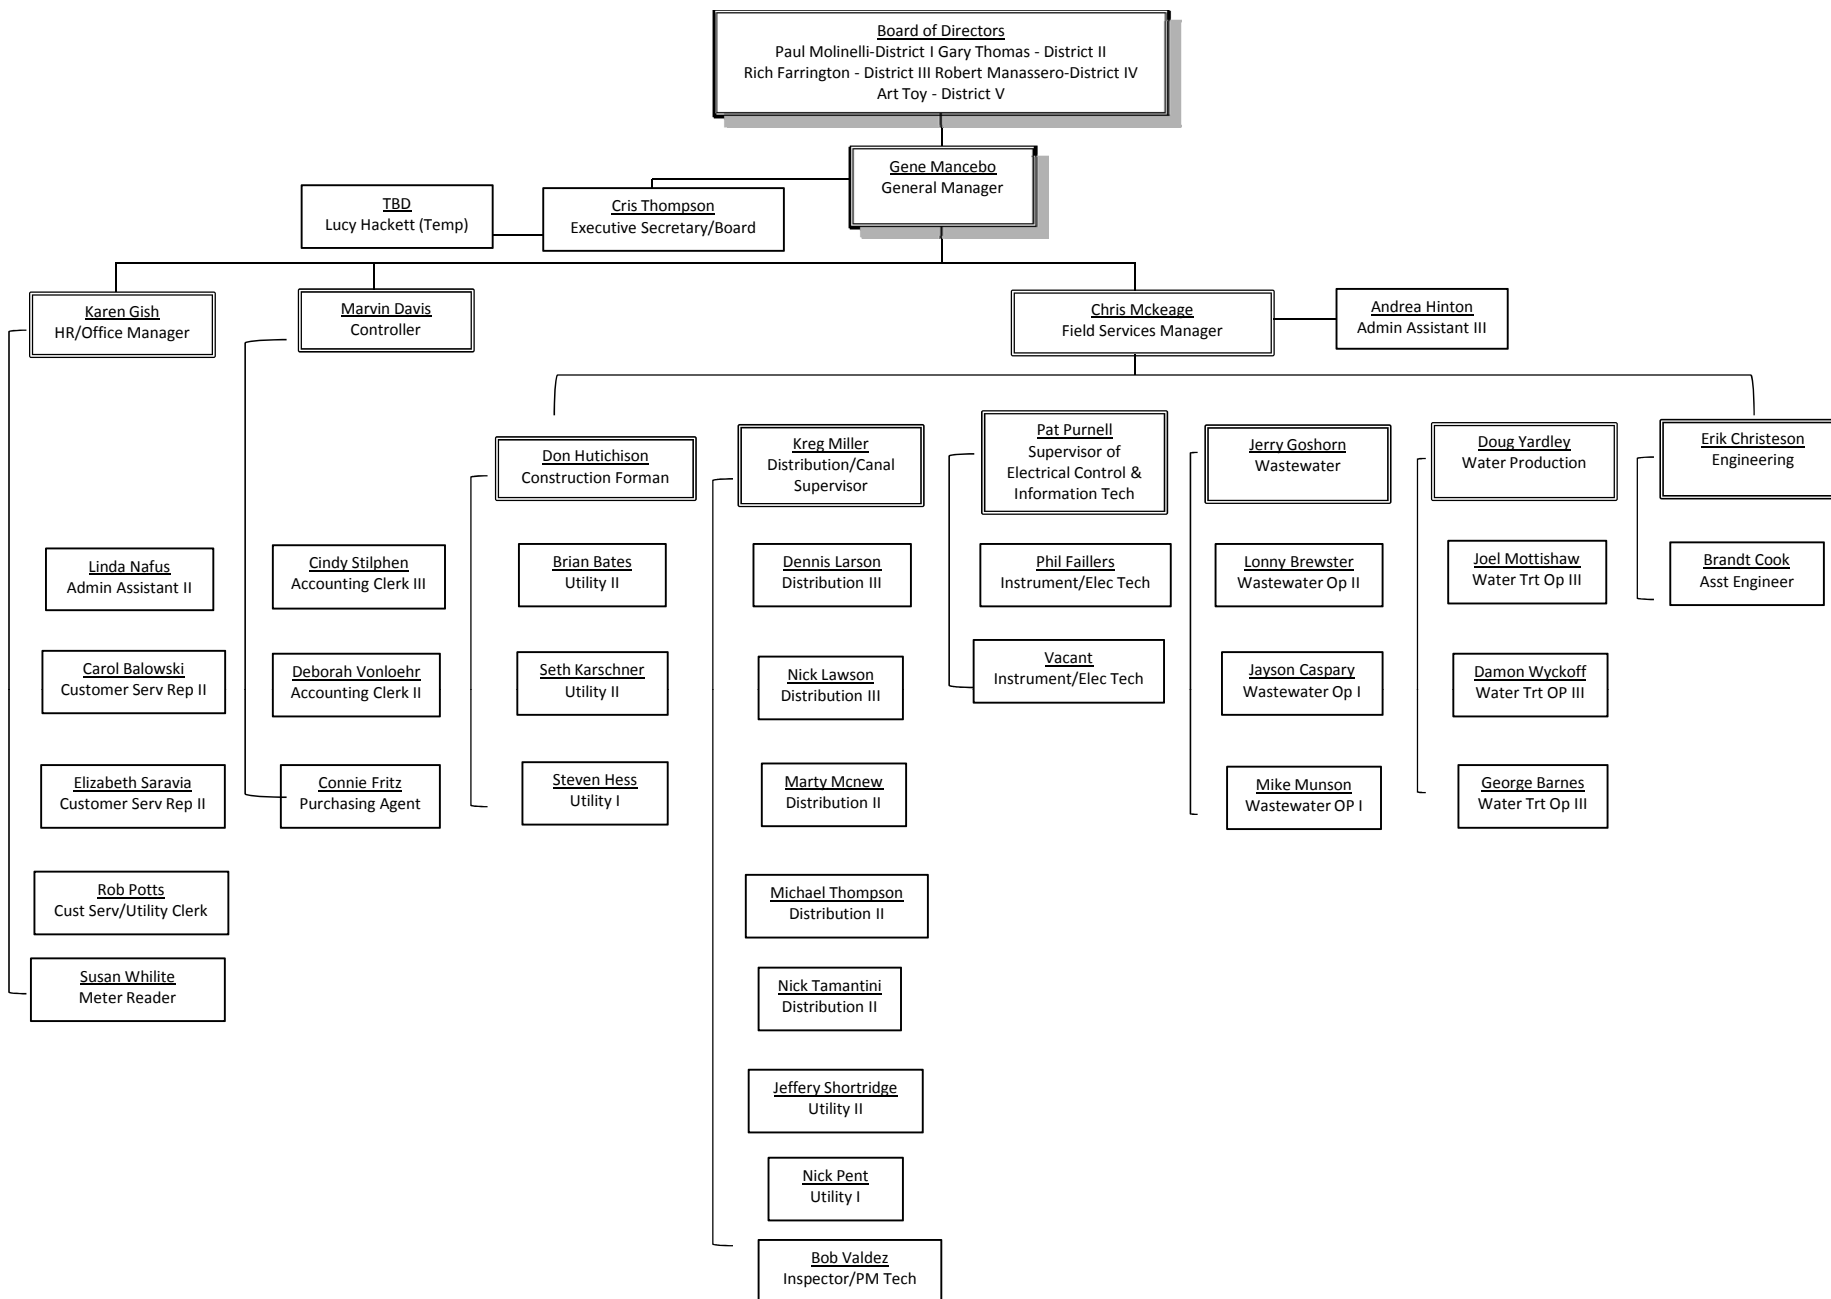 Board of Directors
Paul Molinelli-District I Gary Thomas - District II
Rich Farrington - District III Robert Manassero-District IV
Art Toy - District V
Gene Mancebo
General Manager
TBD
Lucy Hackett (Temp)
Cris Thompson
Executive Secretary/Board
Karen Gish
HR/Office Manager
Marvin Davis
Controller
Chris Mckeage
Field Services Manager
Andrea Hinton
Admin Assistant III
Don Hutichison
Construction Forman
Kreg Miller
Distribution/Canal
Supervisor
Pat Purnell
Supervisor of
Electrical Control &
Information Tech
Jerry Goshorn
Wastewater
Doug Yardley
Water Production
Erik Christeson
Engineering
Linda Nafus
Admin Assistant II
Cindy Stilphen
Accounting Clerk III
Brian Bates
Utility II
Dennis Larson
Distribution III
Phil Faillers
Instrument/Elec Tech
Lonny Brewster
Wastewater Op II
Joel Mottishaw
Water Trt Op III
Brandt Cook
Asst Engineer
Carol Balowski
Customer Serv Rep II
Deborah Vonloehr
Accounting Clerk II
Seth Karschner
Utility II
Nick Lawson
Distribution III
Vacant
Instrument/Elec Tech
Jayson Caspary
Wastewater Op I
Damon Wyckoff
Water Trt OP III
Elizabeth Saravia
Customer Serv Rep II
Connie Fritz
Purchasing Agent
Steven Hess
Utility I
Marty Mcnew
Distribution II
Mike Munson
Wastewater OP I
George Barnes
Water Trt Op III
Rob Potts
Cust Serv/Utility Clerk
Michael Thompson
Distribution II
Susan Whilite
Meter Reader
Nick Tamantini
Distribution II
Jeffery Shortridge
Utility II
Nick Pent
Utility I
Bob Valdez
Inspector/PM Tech